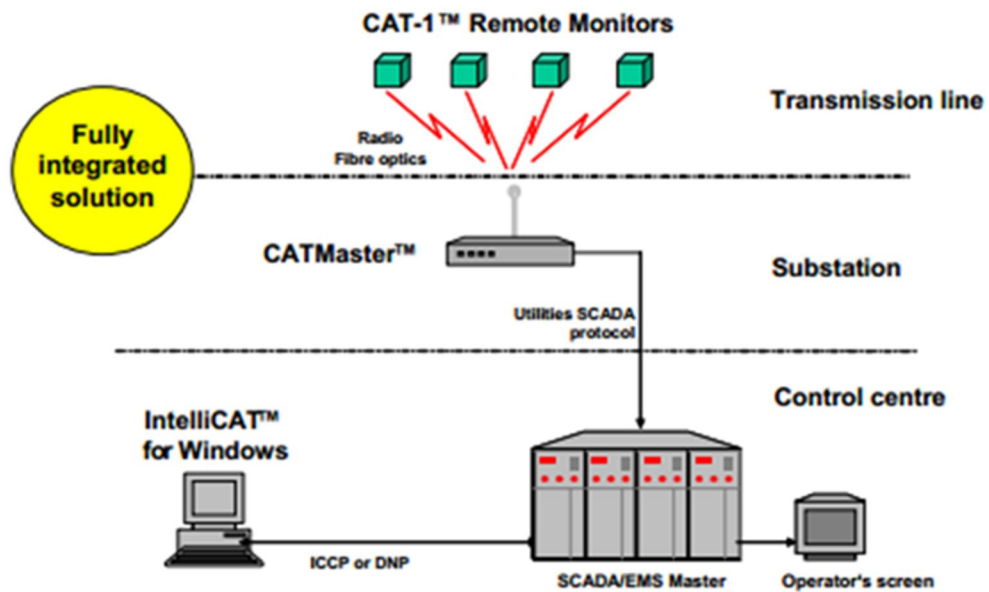 CAT-1™ Remote Monitors
Transmission line
Fully
integrated
solution
Radio
Fibre optics
CATMaster™
Substation
Utilities SCADA
protocol
Control centre
IntelliCAT™
for Windows
ICCP or DNP
SCADA/EMS Master
Operator's screen